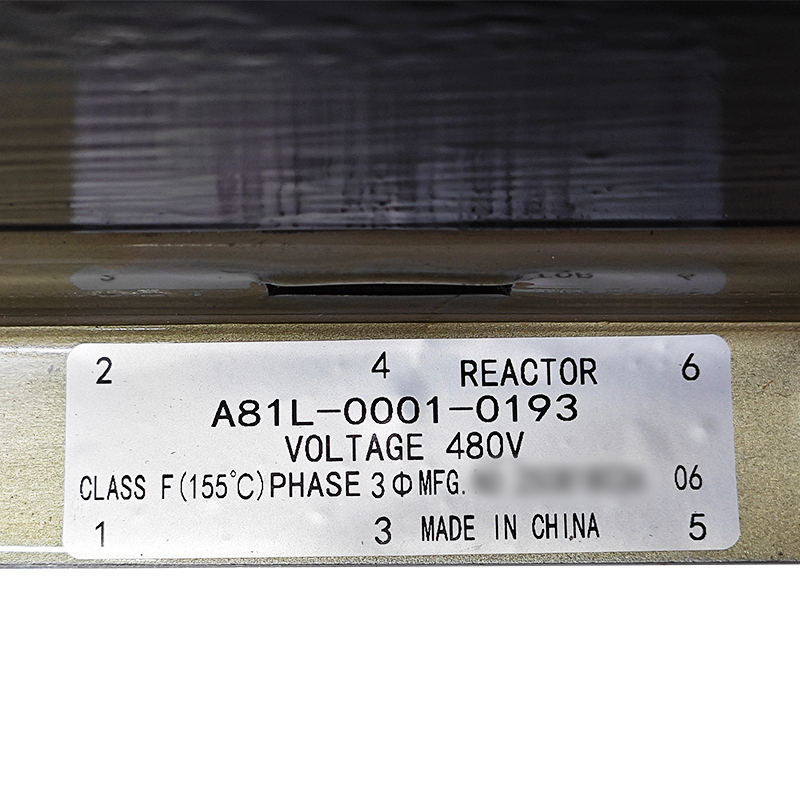 2 4 REACTOR 6
A81L-0001-0193
VOLTAGE 480V
CLASS F(155°C) PHASE 3Φ MFG. 06
1 3 MADE IN CHINA 5